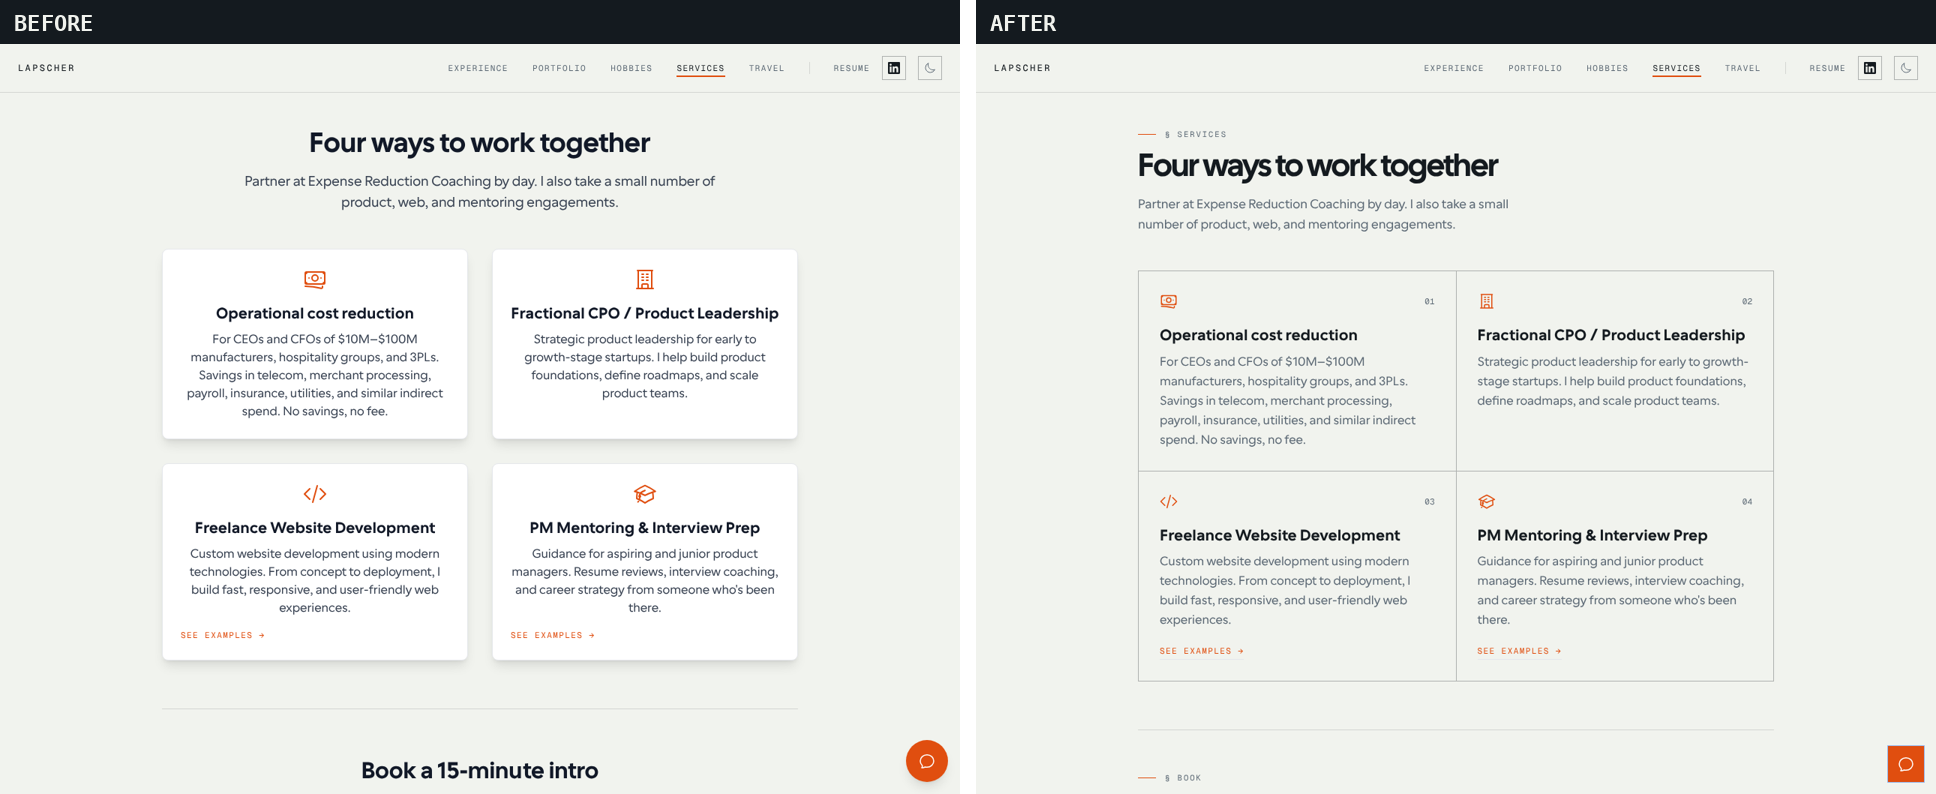 BEFORE
LAPSCHER
EXPERIENCE PORTFOLIO HOBBIES SERVICES TRAVEL RESUME in
Four ways to work together
Partner at Expense Reduction Coaching by day. I also take a small number of
product, web, and mentoring engagements.
Operational cost reduction
For CEOs and CFOs of $10M–$100M
manufacturers, hospitality groups, and 3PLs.
Savings in telecom, merchant processing,
payroll, insurance, utilities, and similar indirect
spend. No savings, no fee.
Fractional CPO / Product Leadership
Strategic product leadership for early to
growth-stage startups. I help build product
foundations, define roadmaps, and scale
product teams.
Freelance Website Development
Custom website development using modern
technologies. From concept to deployment, I
build fast, responsive, and user-friendly web
experiences.
SEE EXAMPLES →
PM Mentoring & Interview Prep
Guidance for aspiring and junior product
managers. Resume reviews, interview coaching,
and career strategy from someone who's been
there.
SEE EXAMPLES →
Book a 15-minute intro
AFTER
LAPSCHER
EXPERIENCE PORTFOLIO HOBBIES SERVICES TRAVEL RESUME in
§ SERVICES
Four ways to work together
Partner at Expense Reduction Coaching by day. I also take a small
number of product, web, and mentoring engagements.
01
Operational cost reduction
For CEOs and CFOs of $10M–$100M
manufacturers, hospitality groups, and 3PLs.
Savings in telecom, merchant processing,
payroll, insurance, utilities, and similar indirect
spend. No savings, no fee.
02
Fractional CPO / Product Leadership
Strategic product leadership for early to growth-
stage startups. I help build product foundations,
define roadmaps, and scale product teams.
03
Freelance Website Development
Custom website development using modern
technologies. From concept to deployment, I
build fast, responsive, and user-friendly web
experiences.
SEE EXAMPLES →
04
PM Mentoring & Interview Prep
Guidance for aspiring and junior product
managers. Resume reviews, interview coaching,
and career strategy from someone who's been
there.
SEE EXAMPLES →
§ BOOK